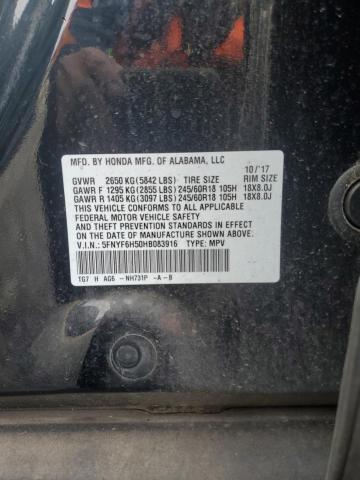 MFD. BY HONDA MFG. OF ALABAMA, LLC
10/'17
GVWR 2650 KG (5842 LBS) TIRE SIZE RIM SIZE
GAWR F 1295 KG (2855 LBS) 245/60R18 105H 18X8.0J
GAWR R 1405 KG (3097 LBS) 245/60R18 105H 18X8.0J
THIS VEHICLE CONFORMS TO ALL APPLICABLE
FEDERAL MOTOR VEHICLE SAFETY STANDARDS
IN EFFECT ON THE DATE OF MANUFACTURE SHOWN ABOVE.
V.I.N.: 5FNYF6H50HB083916 TYPE: MPV
TG7 H AG6 -NH731P -A -B